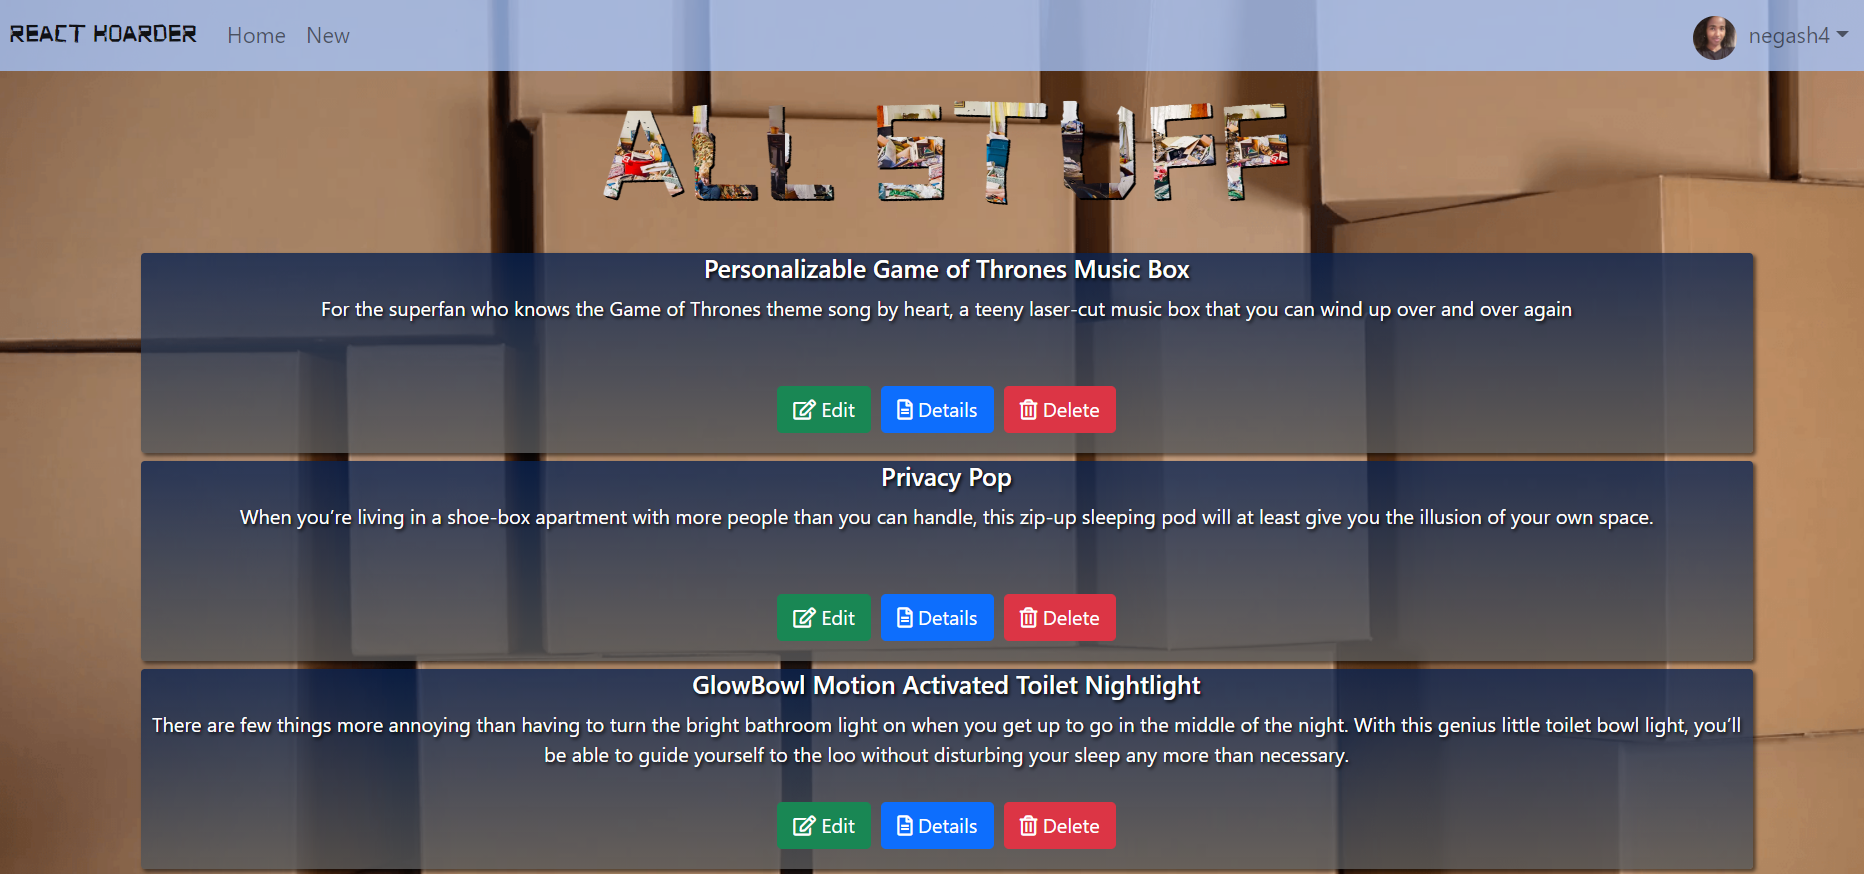 REACT HOARDER
Home
New
negash4
ALL STUFF
Personalizable Game of Thrones Music Box
For the superfan who knows the Game of Thrones theme song by heart, a teeny laser-cut music box that you can wind up over and over again
Edit
Details
Delete
Privacy Pop
When you’re living in a shoe-box apartment with more people than you can handle, this zip-up sleeping pod will at least give you the illusion of your own space.
Edit
Details
Delete
GlowBowl Motion Activated Toilet Nightlight
There are few things more annoying than having to turn the bright bathroom light on when you get up to go in the middle of the night. With this genius little toilet bowl light, you’ll
be able to guide yourself to the loo without disturbing your sleep any more than necessary.
Edit
Details
Delete